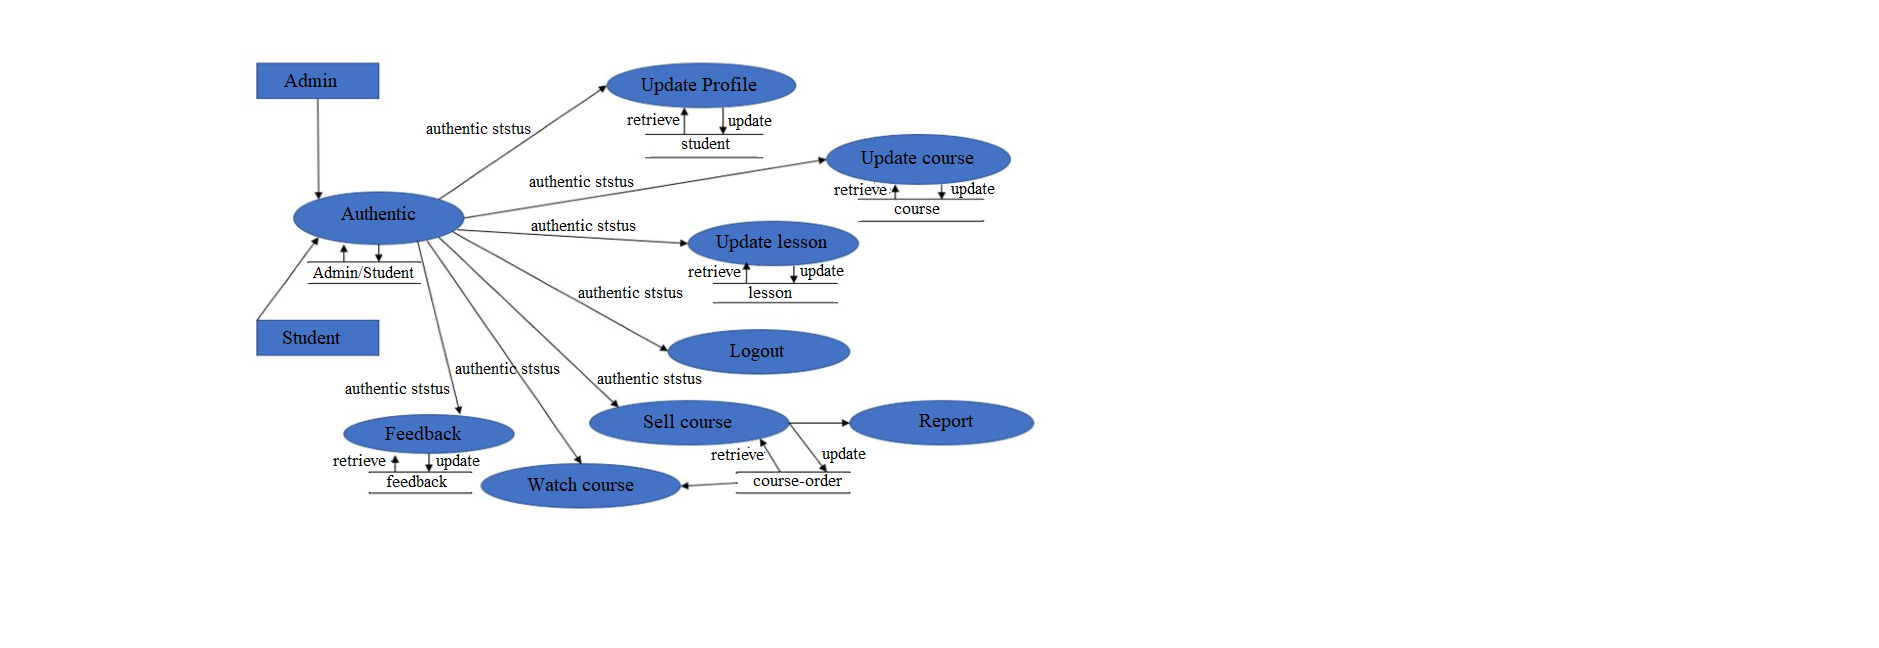 Admin
Update Profile
authentic ststus
retrieve
update
student
Update course
authentic ststus
retrieve
update
course
Authentic
authentic ststus
Update lesson
Admin/Student
retrieve
update
lesson
authentic ststus
Student
Logout
authentic ststus
authentic ststus
authentic ststus
Sell course
Report
Feedback
retrieve
update
retrieve
update
feedback
Watch course
course-order